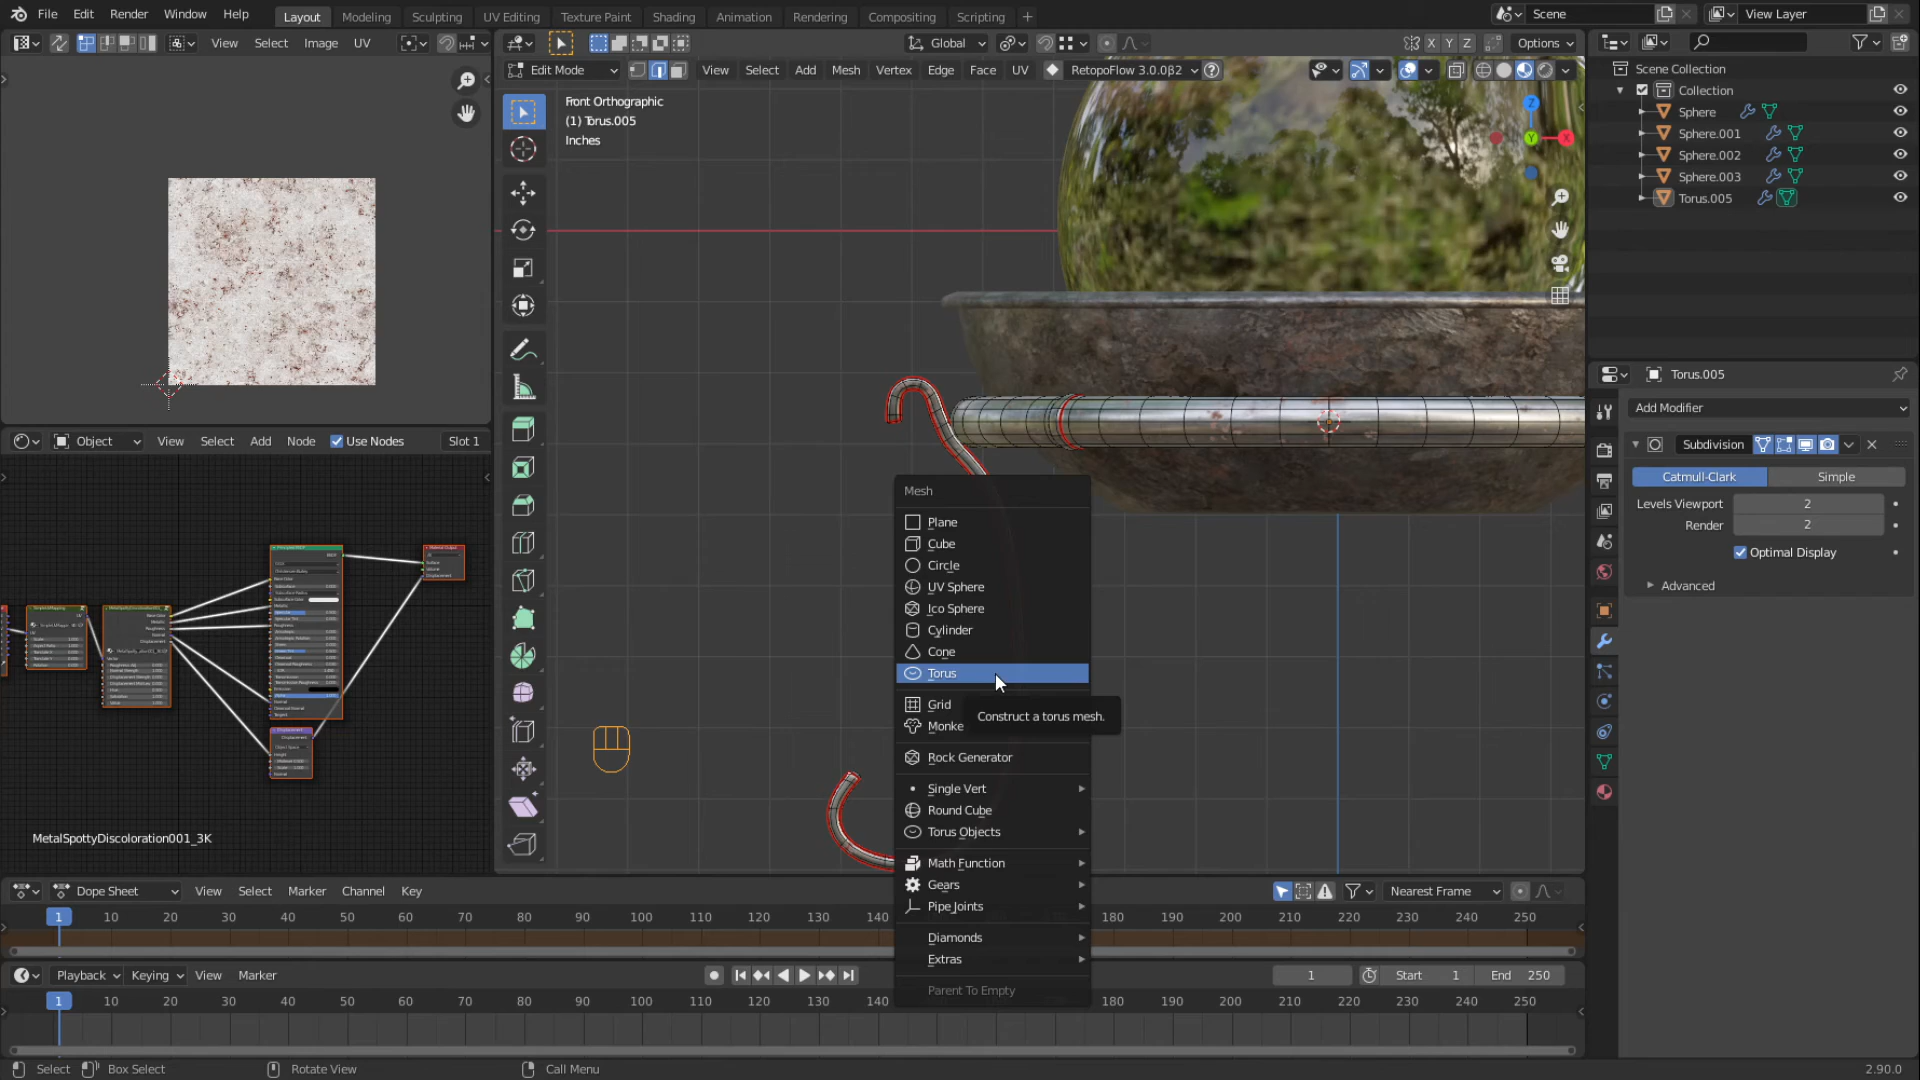 File Edit Render Window Help Layout Modeling Sculpting UV Editing Texture Paint Shading Animation Rendering Compositing Scripting + Scene View Layer
View Select Image UV Global X Y Z Options
Edit Mode View Select Add Mesh Vertex Edge Face UV RetopoFlow 3.0.0β2
Front Orthographic
(1) Torus.005
Inches
Z
Y
X
Scene Collection
Collection
Sphere
Sphere.001
Sphere.002
Sphere.003
Torus.005
Torus.005
Add Modifier
Subdivision
Catmull-Clark Simple
Levels Viewport 2
Render 2
Optimal Display
Advanced
Object View Select Add Node Use Nodes Slot 1
MetalSpottyDiscoloration001_3K
Mesh
Plane
Cube
Circle
UV Sphere
Ico Sphere
Cylinder
Cone
Torus
Grid
Monke
Construct a torus mesh.
Rock Generator
Single Vert
Round Cube
Torus Objects
Math Function
Gears
Pipe Joints
Diamonds
Extras
Parent To Empty
Dope Sheet View Select Marker Channel Key Nearest Frame
1 10 20 30 40 50 60 70 80 90 100 110 120 130 140 180 190 200 210 220 230 240 250
Playback Keying View Marker 1 Start 1 End 250
1 10 20 30 40 50 60 70 80 90 100 110 120 130 140 180 190 200 210 220 230 240 250
Select Box Select Rotate View Call Menu 2.90.0